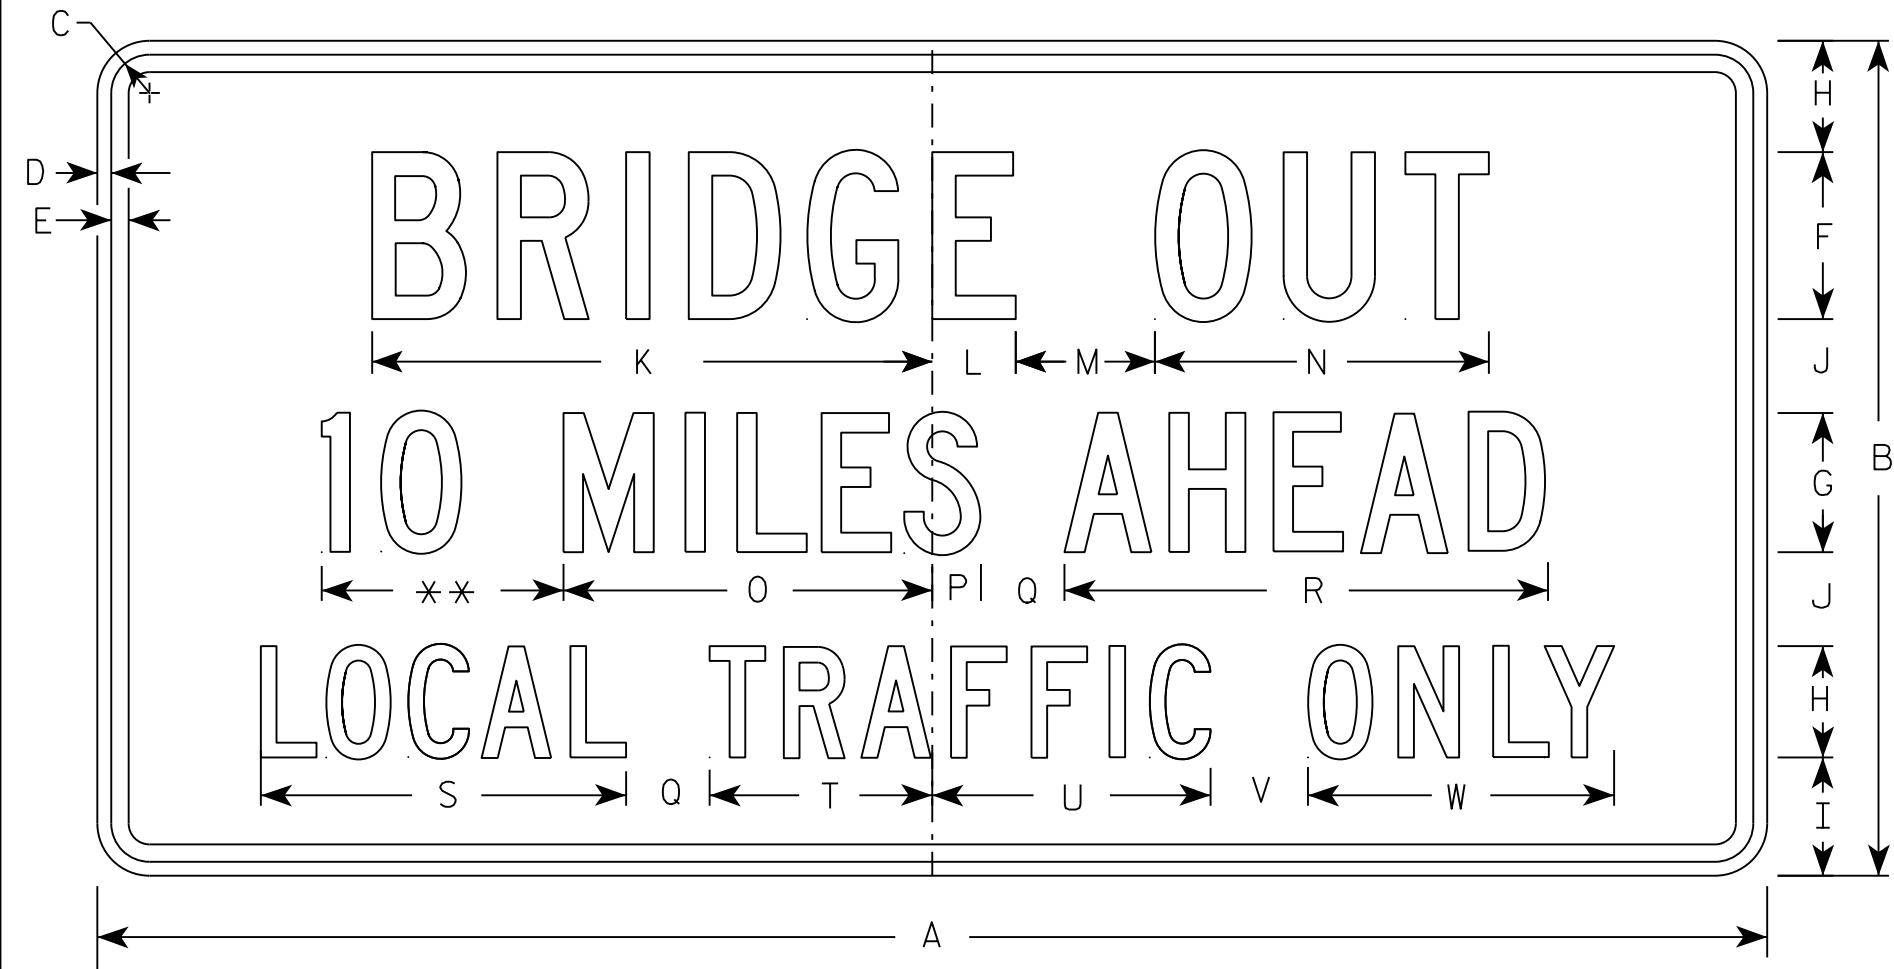 C
H
D
BRIDGE OUT
E
F
K L M N
J
10 MILES AHEAD
B
G
** O P Q R
J
LOCAL TRAFFIC ONLY
H
S Q T U V W
I
A